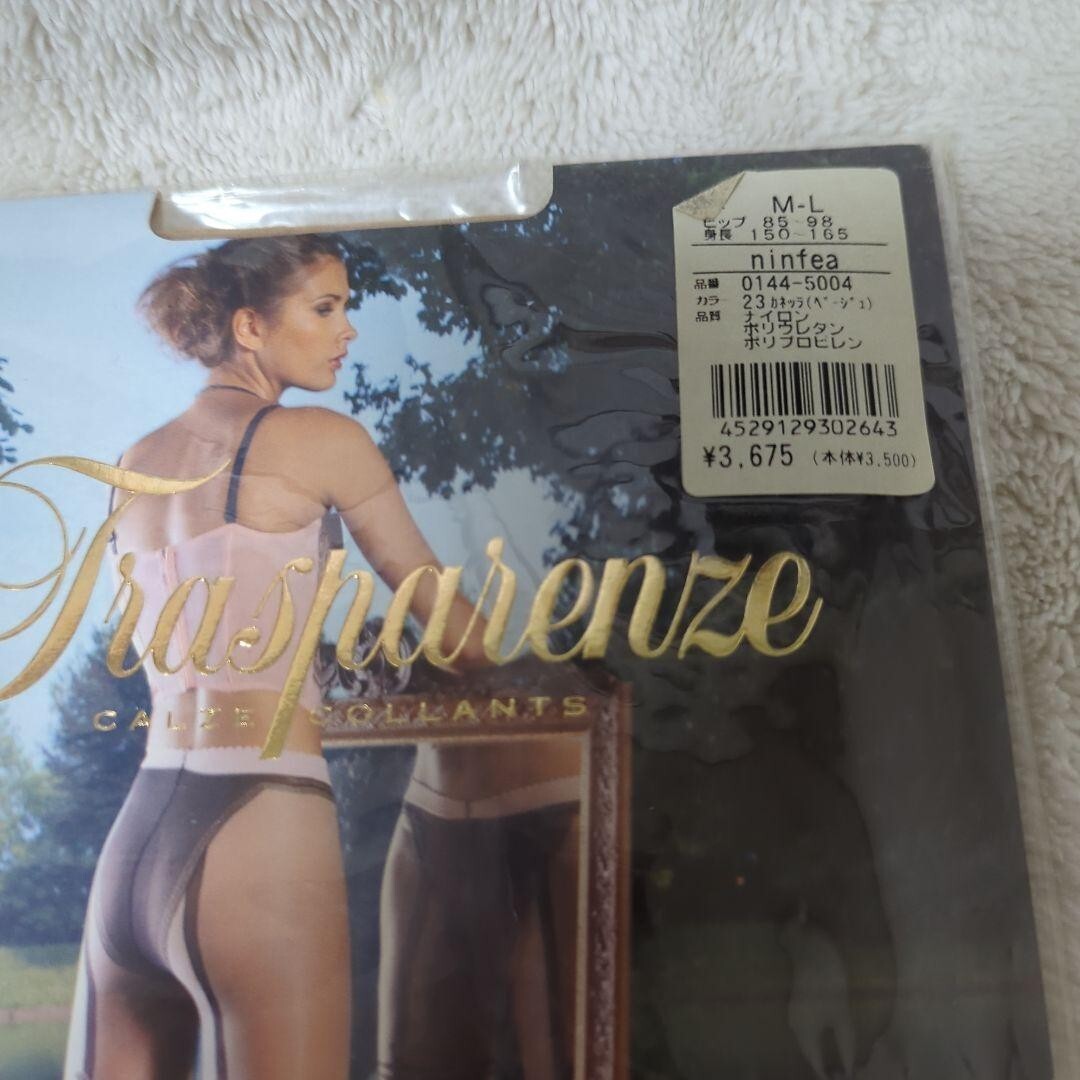 M-L
ヒップ 85~98
身長 150~165
ninfea
品番 0144-5004
カラー 23 カネッラ(ベージュ)
品質 ナイロン
ポリウレタン
ポリプロピレン
4529129302643
¥3,675 (本体¥3,500)
Trasparenze
CALZE COLLANTS